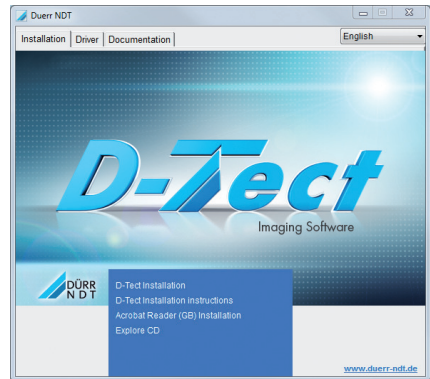 Duerr NDT
Installation Driver Documentation English
D-Tect
Imaging Software
DÜRR
NDT
D-Tect Installation
D-Tect Installation instructions
Acrobat Reader (GB) Installation
Explore CD
www.duerr-ndt.de